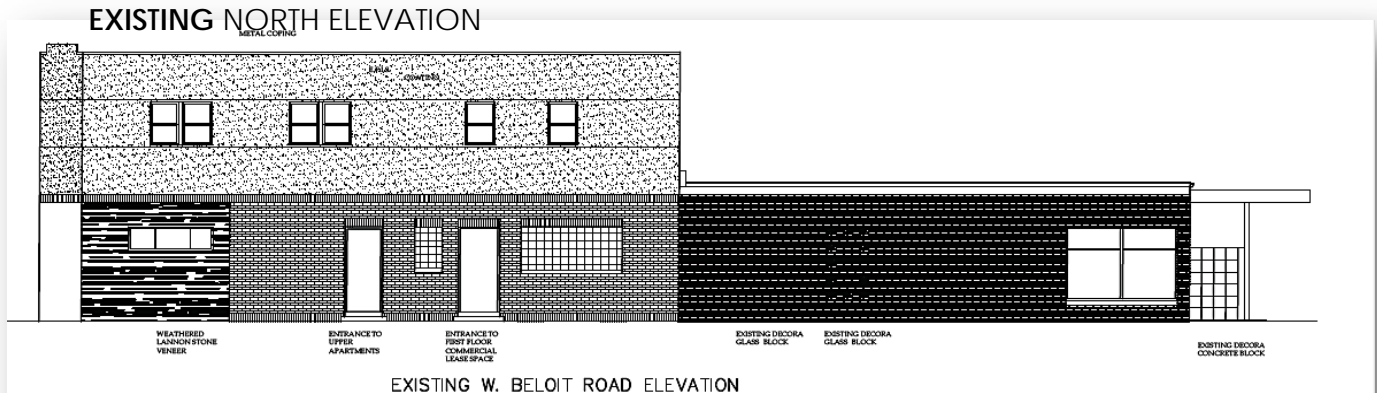 EXISTING NORTH ELEVATION
METAL COPING
COATING
WEATHERED
LANNON STONE
VENEER
ENTRANCE TO
UPPER
APARTMENTS
ENTRANCE TO
FIRST FLOOR
COMMERCIAL
LEASE SPACE
EXISTING DECORA
GLASS BLOCK
EXISTING DECORA
GLASS BLOCK
EXISTING DECORA
CONCRETE BLOCK
EXISTING W. BELOIT ROAD ELEVATION